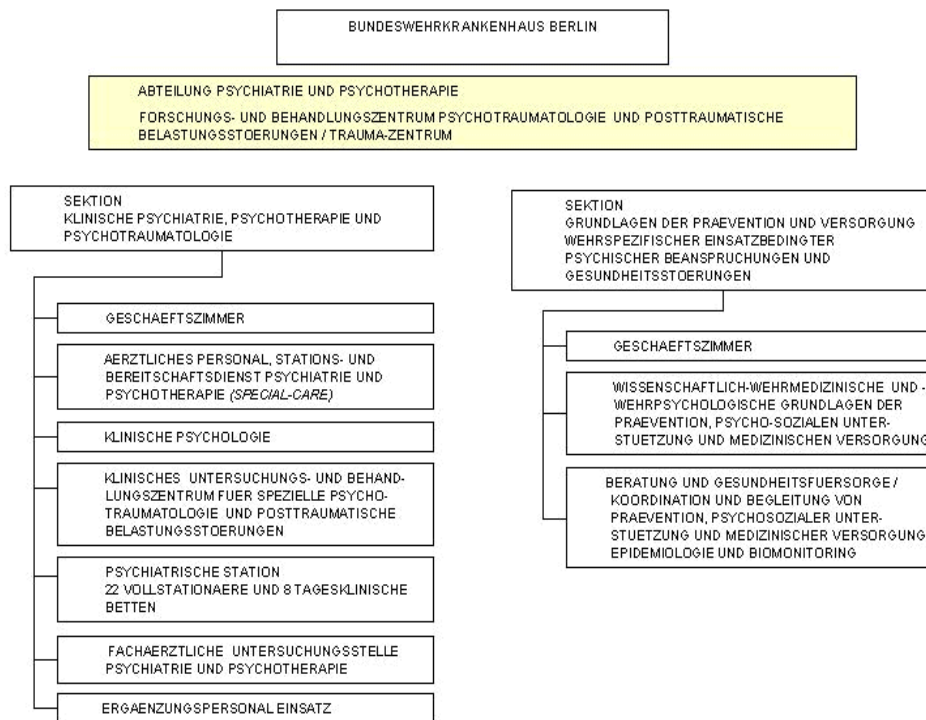 BUNDESWEHRKRANKENHAUS BERLIN
ABTEILUNG PSYCHIATRIE UND PSYCHOTHERAPIE
FORSCHUNGS- UND BEHANDLUNGSZENTRUM PSYCHOTRAUMATOLOGIE UND POSTTRAUMATISCHE
BELASTUNGSSTOERUNGEN / TRAUMA-ZENTRUM
SEKTION
KLINISCHE PSYCHIATRIE, PSYCHOTHERAPIE UND
PSYCHOTRAUMATOLOGIE
GESCHAEFTSZIMMER
AERZTLICHES PERSONAL, STATIONS- UND
BEREITSCHAFTSDIENST PSYCHIATRIE UND
PSYCHOTHERAPIE (SPECIAL-CARE)
KLINISCHE PSYCHOLOGIE
KLINISCHES UNTERSUCHUNGS- UND BEHAND-
LUNGSZENTRUM FUER SPEZIELLE PSYCHO-
TRAUMATOLOGIE UND POSTTRAUMATISCHE
BELASTUNGSSTOERUNGEN
PSYCHIATRISCHE STATION
22 VOLLSTATIONAERE UND 8 TAGESKLINISCHE
BETTEN
FACHAERZTLICHE UNTERSUCHUNGSSTELLE
PSYCHIATRIE UND PSYCHOTHERAPIE
ERGAENZUNGSPERSONAL EINSATZ
SEKTION
GRUNDLAGEN DER PRAEVENTION UND VERSORGUNG
WEHRSPEZIFISCHER EINSATZBEDINGTER
PSYCHISCHER BEANSPRUCHUNGEN UND
GESUNDHEITSSTOERUNGEN
GESCHAEFTSZIMMER
WISSENSCHAFTLICH-WEHRMEDIZINISCHE UND -
WEHRPSYCHOLOGISCHE GRUNDLAGEN DER
PRAEVENTION, PSYCHO-SOZIALEN UNTER-
STUETZUNG UND MEDIZINISCHEN VERSORGUNG
BERATUNG UND GESUNDHEITSFUERSORGE /
KOORDINATION UND BEGLEITUNG VON
PRAEVENTION, PSYCHOSOZIALER UNTER-
STUETZUNG UND MEDIZINISCHER VERSORGUNG
EPIDEMIOLOGIE UND BIOMONITORING